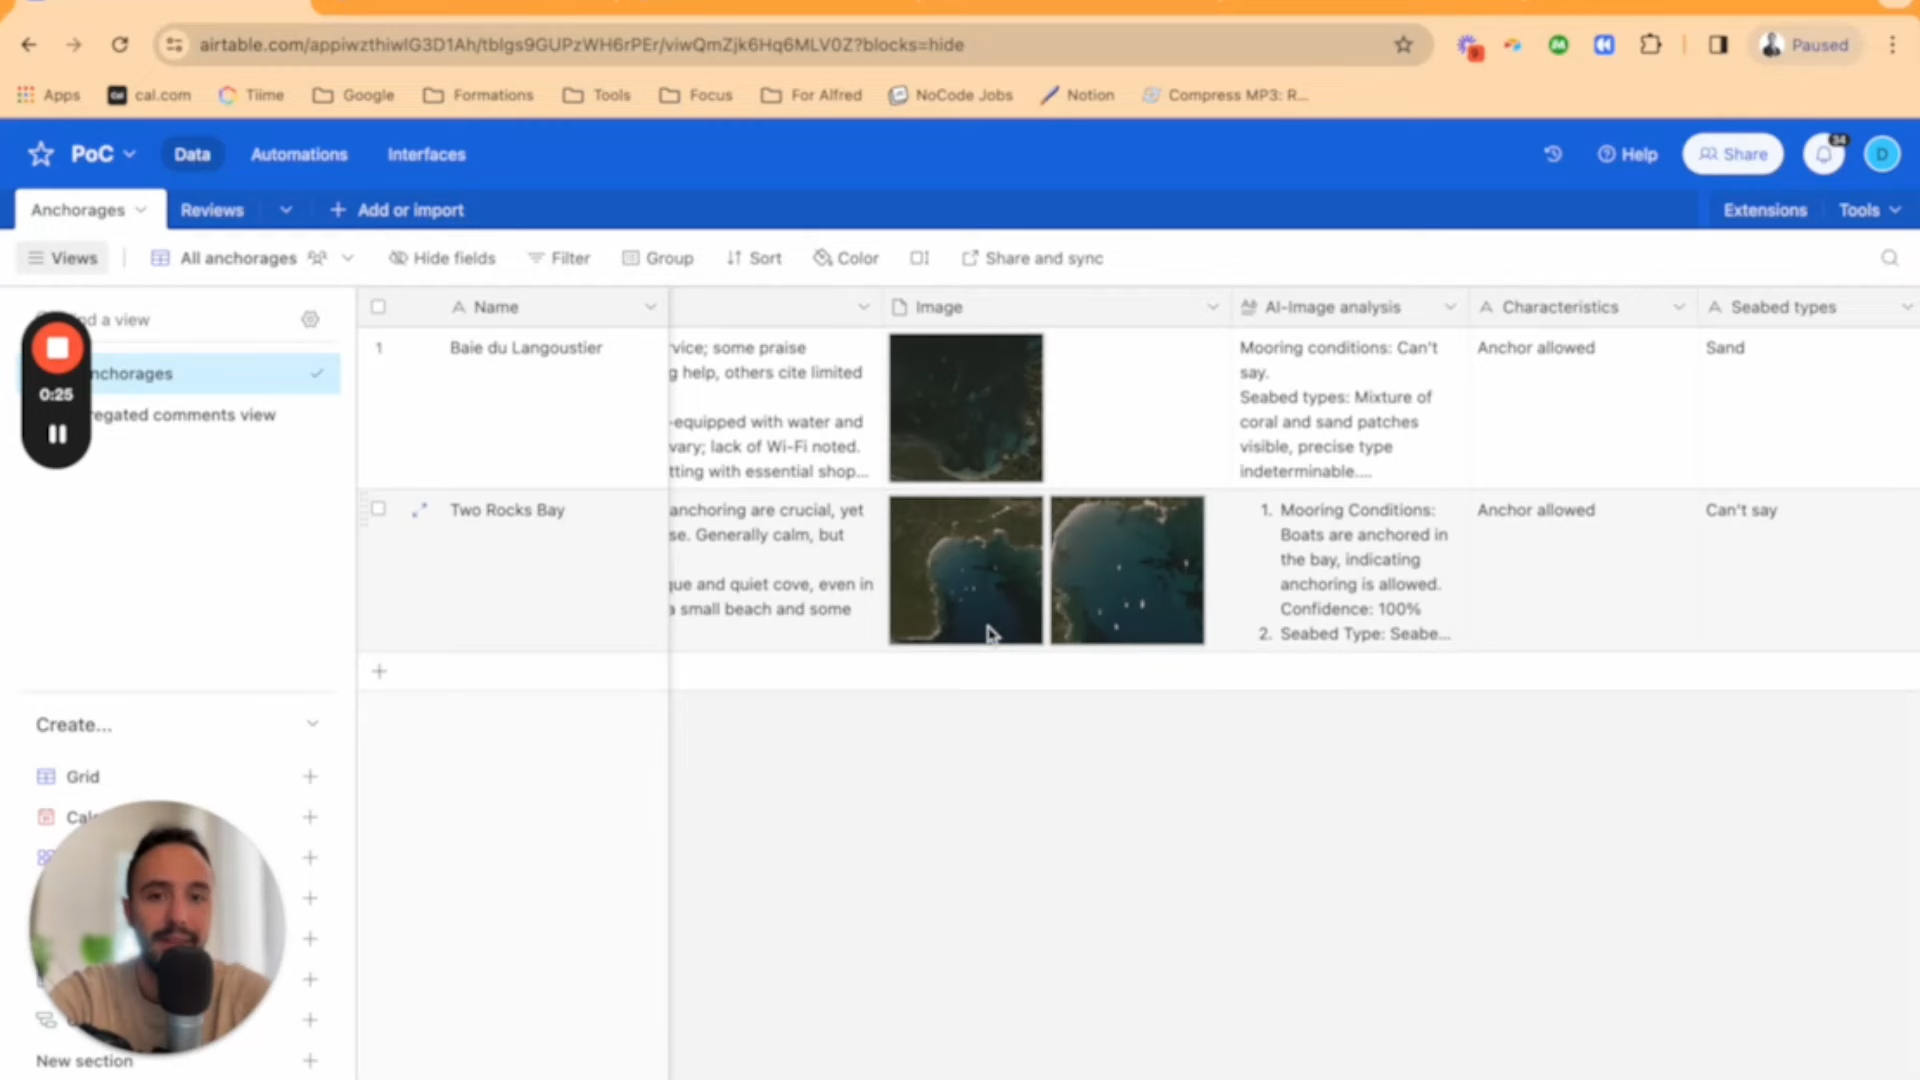 airtable.com/appiwzthiwIG3D1Ah/tblgs9GUPzWH6rPEr/viwQmZjk6Hq6MLV0Z?blocks=hide
Paused
Apps
cal.com
Tiime
Google
Formations
Tools
Focus
For Alfred
NoCode Jobs
Notion
Compress MP3: R...
PoC
Data
Automations
Interfaces
Help
Share
34
D
Anchorages
Reviews
Add or import
Extensions
Tools
Views
All anchorages
Hide fields
Filter
Group
Sort
Color
Share and sync
nd a view
nchorages
regated comments view
0:25
Name
Image
AI-Image analysis
Characteristics
Seabed types
1
Baie du Langoustier
vice; some praise
g help, others cite limited
-equipped with water and
vary; lack of Wi-Fi noted.
tting with essential shop...
Mooring conditions: Can't
say.
Seabed types: Mixture of
coral and sand patches
visible, precise type
indeterminable....
Anchor allowed
Sand
Two Rocks Bay
anchoring are crucial, yet
se. Generally calm, but
que and quiet cove, even in
a small beach and some
1. Mooring Conditions:
Boats are anchored in
the bay, indicating
anchoring is allowed.
Confidence: 100%
2. Seabed Type: Seabe...
Anchor allowed
Can't say
Create...
Grid
Cale
New section